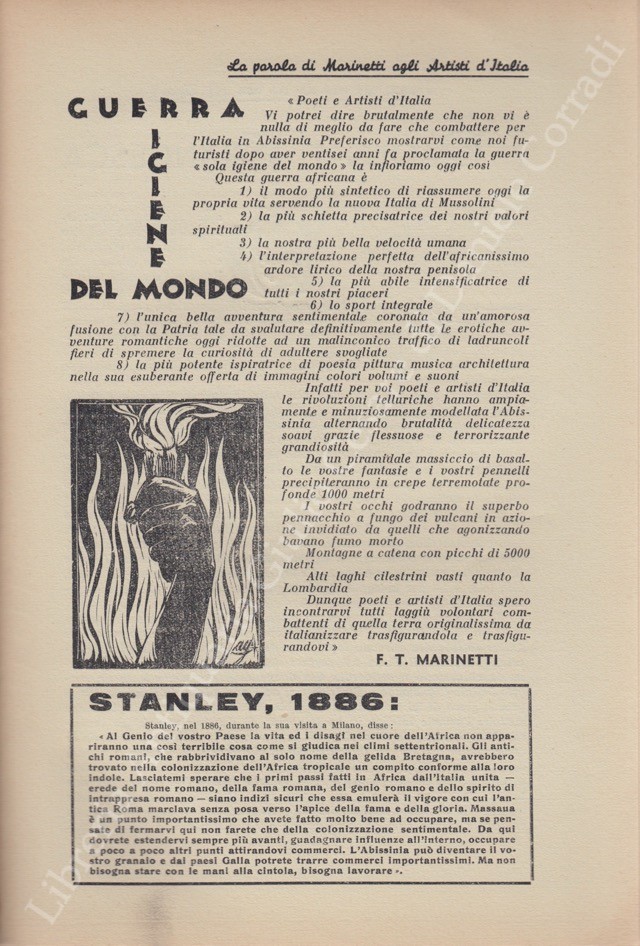 La parola di Marinetti agli Artisti d'Italia
GUERRA
IGIENE
DEL MONDO
« Poeti e Artisti d'Italia
Vi potrei dire brutalmente che non vi è
nulla di meglio da fare che combattere per
l'Italia in Abissinia Preferisco mostrarvi come noi fu-
turisti dopo aver ventisei anni fa proclamata la guerra
« sola igiene del mondo » la infioriamo oggi così
Questa guerra africana è
1) il modo più sintetico di riassumere oggi la
propria vita servendo la nuova Italia di Mussolini
2) la più schietta precisatrice dei nostri valori
spirituali
3) la nostra più bella velocità umana
4) l'interpretazione perfetta dell'africanissimo
ardore lirico della nostra penisola
5) la più abile intensificatrice di
tutti i nostri piaceri
6) lo sport integrale
7) l'unica bella avventura sentimentale coronata da un'amorosa
fusione con la Patria tale da svalutare definitivamente tutte le erotiche av-
venture romantiche oggi ridotte ad un malinconico traffico di ladruncoli
fieri di spremere la curiosità di adultere svogliate
8) la più potente ispiratrice di poesia pittura musica architettura
nella sua esuberante offerta di immagini colori volumi e suoni
Infatti per voi poeti e artisti d'Italia
le rivoluzioni telluriche hanno ampia-
mente e minuziosamente modellata l'Abis-
sinia alternando brutalità delicatezza
soavi grazie flessuose e terrorizzante
grandiosità
Da un piramidale massiccio di basal-
to le vostre fantasie e i vostri pennelli
precipiteranno in crepe terremotate pro-
fonde 1000 metri
I vostri occhi godranno il superbo
pennacchio a fungo dei vulcani in azio-
ne invidiato da quelli che agonizzando
bavano fumo morto
Montagne a catena con picchi di 5000
metri
Alti laghi cilestrini vasti quanto la
Lombardia
Dunque poeti e artisti d'Italia spero
incontrarvi tutti laggiù volontari com-
battenti di quella terra originalissima da
italianizzare trasfigurandola e trasfigu-
randovi »
F. T. MARINETTI
STANLEY, 1886:
Stanley, nel 1886, durante la sua visita a Milano, disse:
« Al Genio del vostro Paese la vita ed i disagi nel cuore dell'Africa non appa-
riranno una così terribile cosa come si giudica nei climi settentrionali. Gli anti-
chi romani, che rabbrividivano al solo nome della gelida Bretagna, avrebbero
trovato nella colonizzazione dell'Africa tropicale un compito conforme alla loro
indole. Lasciatemi sperare che i primi passi fatti in Africa dall'Italia unita —
erede del nome romano, della fama romana, del genio romano e dello spirito di
intrapresa romano — siano indizi sicuri che essa emulerà il vigore con cui l'an-
tica Roma marciava senza posa verso l'apice della fama e della gloria. Massaua
è un punto importantissimo che avete fatto molto bene ad occupare, ma se pen-
sate di fermarvi qui non farete che della colonizzazione sentimentale. Da qui
dovrete estendervi sempre più avanti, guadagnare influenze all'interno, occupare
a poco a poco altri punti attirandovi commerci. L'Abissinia può diventare il vo-
stro granaio e dai paesi Galla potrete trarre commerci importantissimi. Ma non
bisogna stare con le mani alla cintola, bisogna lavorare ».